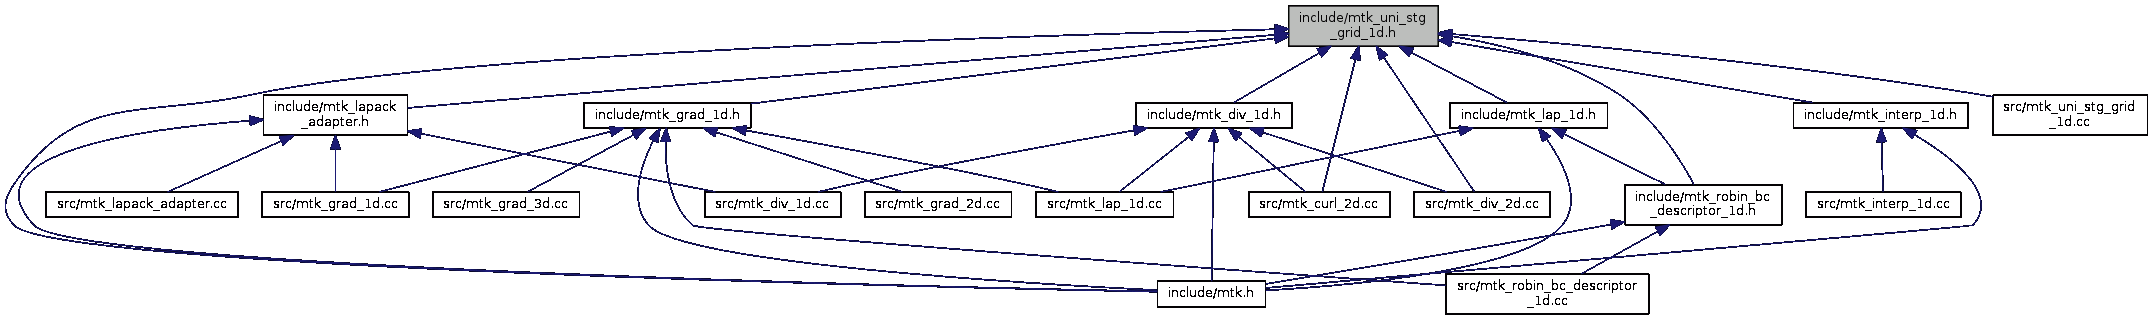 include/mtk_uni_stg
_grid_1d.h
include/mtk_lapack
_adapter.h
include/mtk_grad_1d.h
include/mtk_div_1d.h
include/mtk_lap_1d.h
include/mtk_interp_1d.h
src/mtk_uni_stg_grid
_1d.cc
src/mtk_lapack_adapter.cc
src/mtk_grad_1d.cc
src/mtk_grad_3d.cc
src/mtk_div_1d.cc
src/mtk_grad_2d.cc
src/mtk_lap_1d.cc
src/mtk_curl_2d.cc
src/mtk_div_2d.cc
include/mtk_robin_bc
_descriptor_1d.h
src/mtk_interp_1d.cc
include/mtk.h
src/mtk_robin_bc_descriptor
_1d.cc